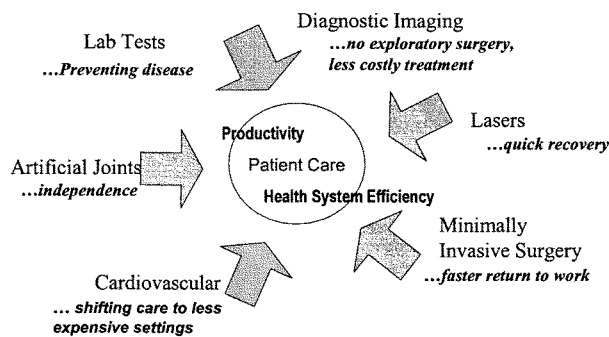 Diagnostic Imaging
...no exploratory surgery,
less costly treatment
Lab Tests
...Preventing disease
Lasers
...quick recovery
Productivity
Patient Care
Health System Efficiency
Artificial Joints
...independence
Minimally
Invasive Surgery
...faster return to work
Cardiovascular
... shifting care to less
expensive settings